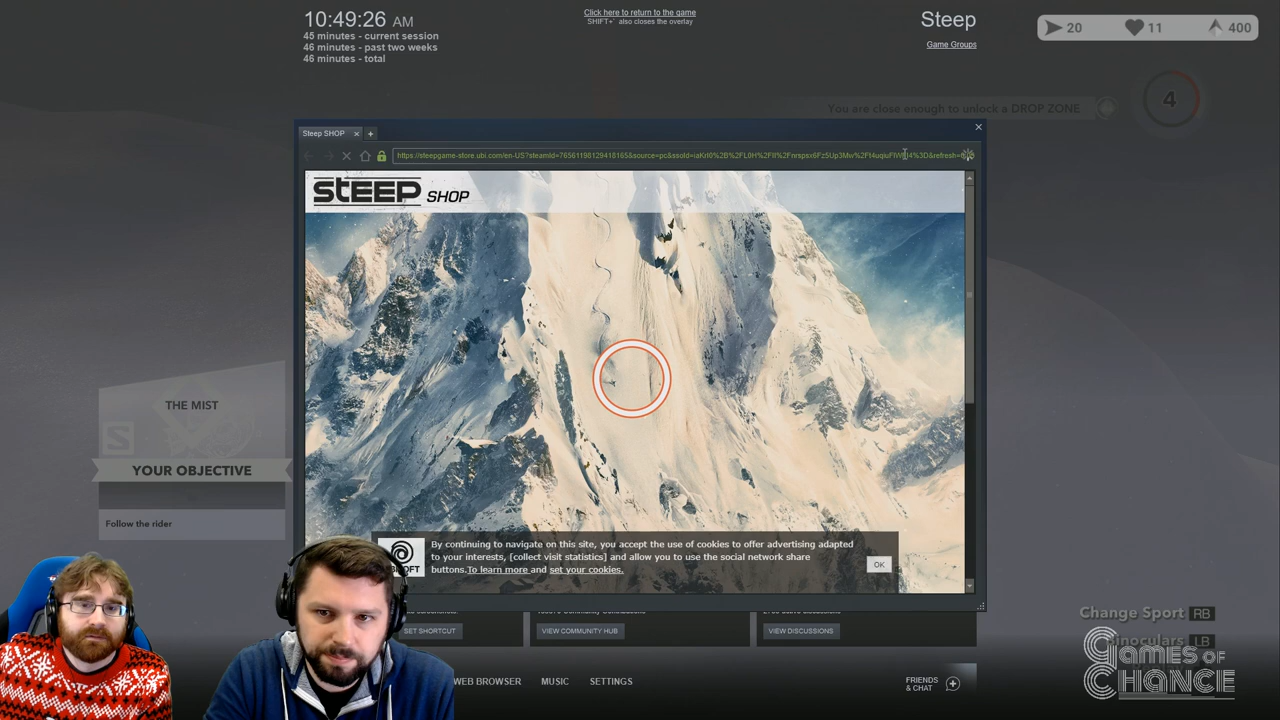 10:49:26 AM
45 minutes - current session
46 minutes - past two weeks
46 minutes - total
Click here to return to the game
SHIFT+` also closes the overlay
Steep
Game Groups
20
11
400
You are close enough to unlock a DROP ZONE
4
Steep SHOP
STEEP SHOP
THE MIST
YOUR OBJECTIVE
Follow the rider
By continuing to navigate on this site, you accept the use of cookies to offer advertising adapted
to your interests, [collect visit statistics] and allow you to use the social network share
buttons.To learn more and set your cookies.
OK
SET SHORTCUT
VIEW COMMUNITY HUB
VIEW DISCUSSIONS
WEB BROWSER
MUSIC
SETTINGS
FRIENDS
& CHAT
Change Sport RB
Binoculars LB
GAMES OF
CHANCE